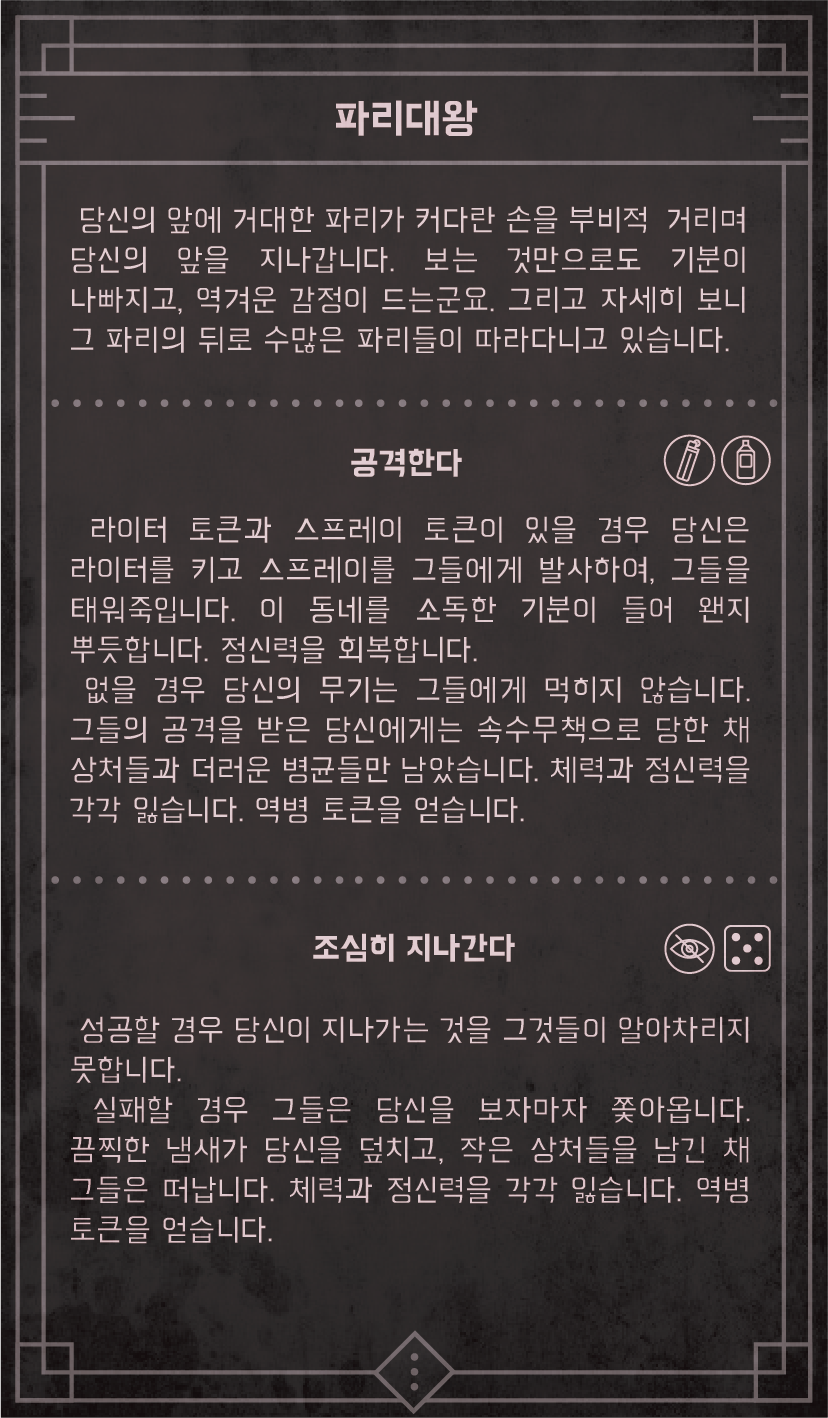 파리대왕
당신의 앞에 거대한 파리가 커다란 손을 부비적 거리며
당신의 앞을 지나갑니다. 보는 것만으로도 기분이
나빠지고, 역겨운 감정이 드는군요. 그리고 자세히 보니
그 파리의 뒤로 수많은 파리들이 따라다니고 있습니다.
공격한다
라이터 토큰과 스프레이 토큰이 있을 경우 당신은
라이터를 키고 스프레이를 그들에게 발사하여, 그들을
태워죽입니다. 이 동네를 소독한 기분이 들어 왠지
뿌듯합니다. 정신력을 회복합니다.
없을 경우 당신의 무기는 그들에게 먹히지 않습니다.
그들의 공격을 받은 당신에게는 속수무책으로 당한 채
상처들과 더러운 병균들만 남았습니다. 체력과 정신력을
각각 잃습니다. 역병 토큰을 얻습니다.
조심히 지나간다
성공할 경우 당신이 지나가는 것을 그것들이 알아차리지
못합니다.
실패할 경우 그들은 당신을 보자마자 쫓아옵니다.
끔찍한 냄새가 당신을 덮치고, 작은 상처들을 남긴 채
그들은 떠납니다. 체력과 정신력을 각각 잃습니다. 역병
토큰을 얻습니다.